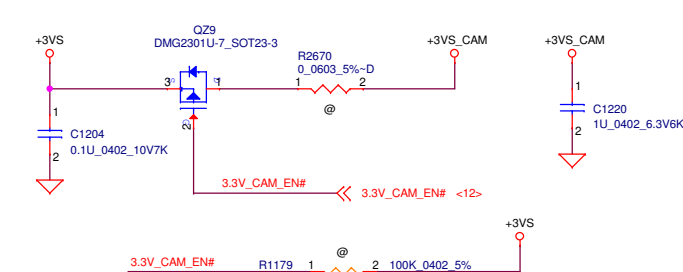 QZ9
+3VS
DMG2301U-7_SOT23-3
+3VS_CAM
+3VS_CAM
R2670
0_0603_5%~D
3
1
1
2
@
2
1
C1204
2
0.1U_0402_10V7K
1
C1220
2
1U_0402_6.3V6K
3.3V_CAM_EN#
3.3V_CAM_EN# <12>
+3VS
@
3.3V_CAM_EN#
R1179 1 2 100K_0402_5%